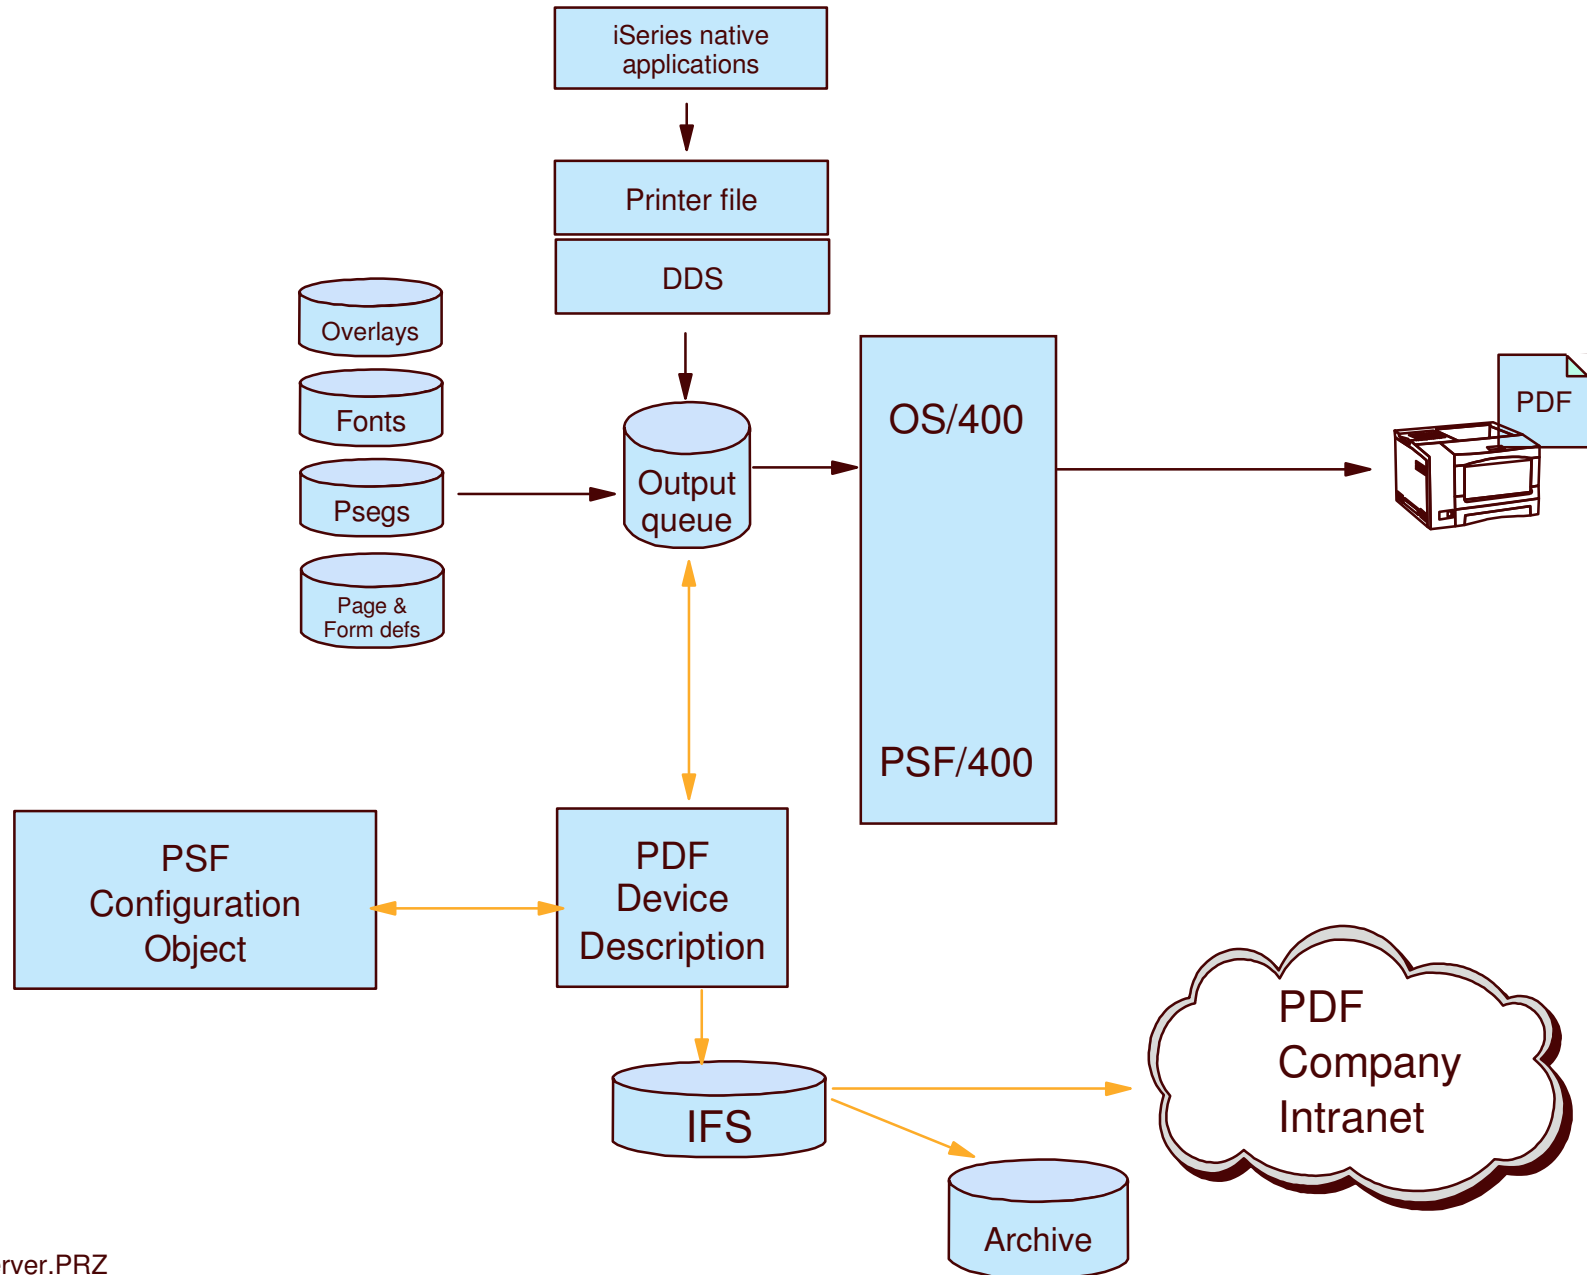 iSeries native
applications
Printer file
DDS
Overlays
Fonts
Psegs
Page &
Form defs
Output
queue
OS/400
PSF/400
PDF
PSF
Configuration
Object
PDF
Device
Description
IFS
PDF
Company
Intranet
Archive
rver.PRZ